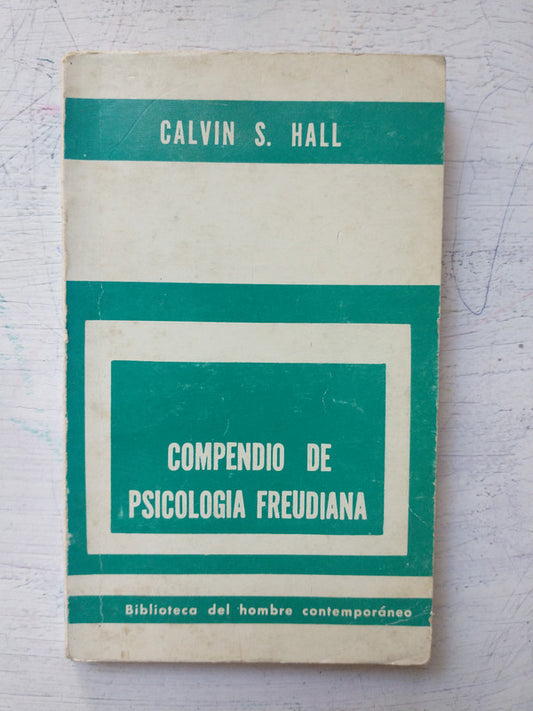 CALVIN S. HALL
COMPENDIO DE
PSICOLOGIA FREUDIANA
Biblioteca del hombre contemporáneo